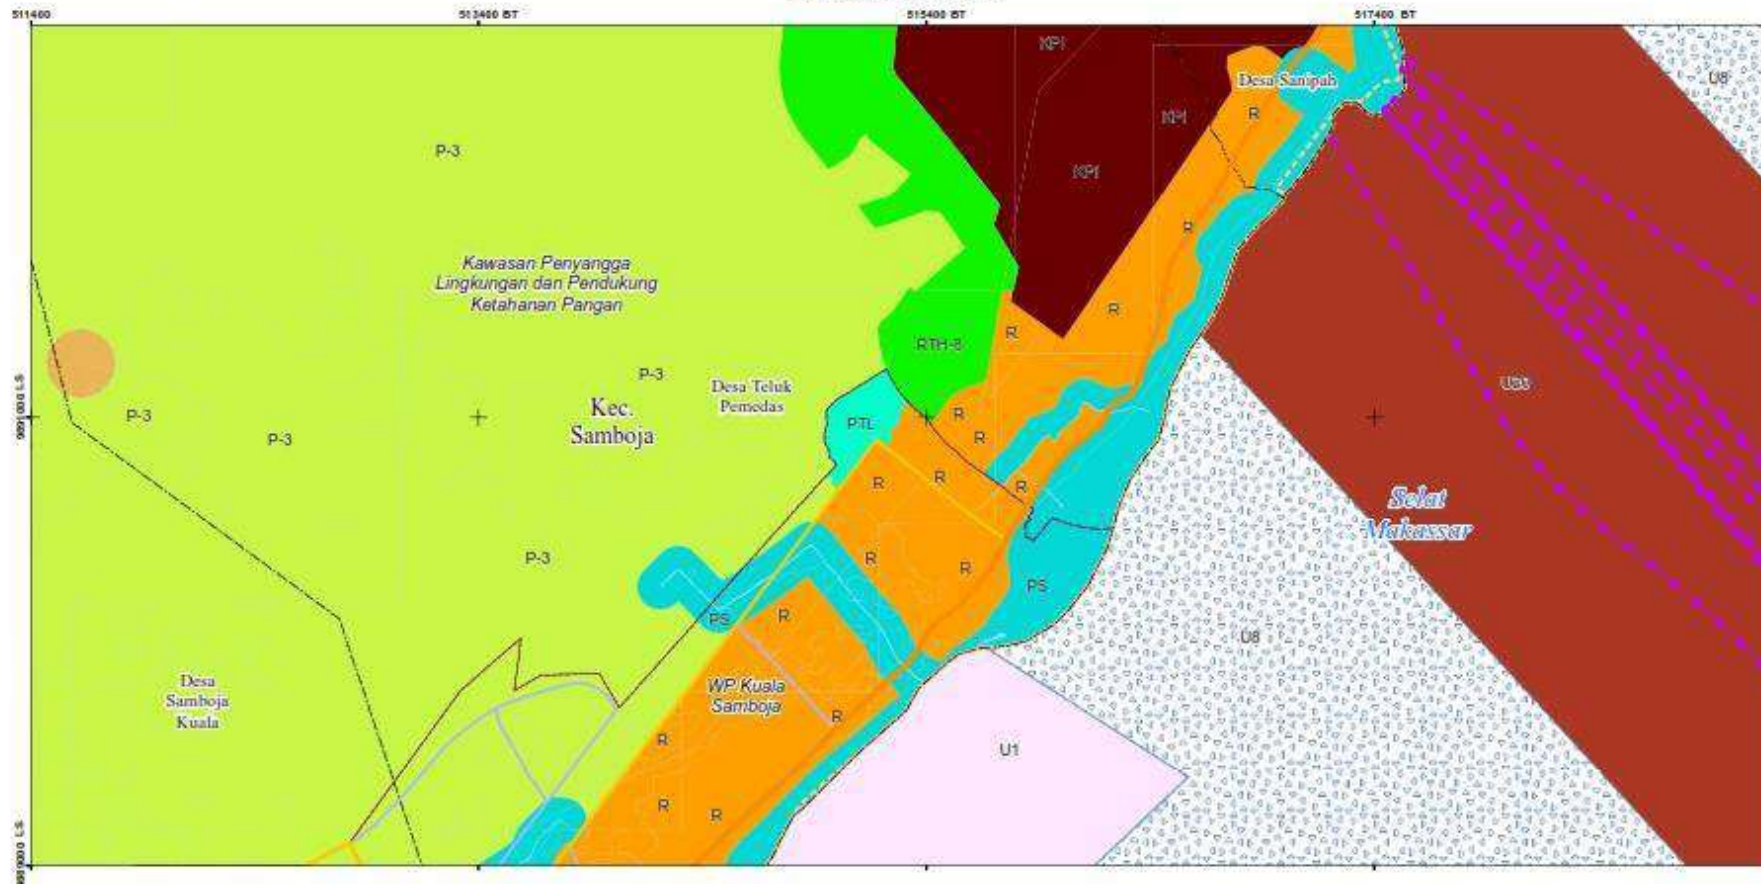 511400
513400 BT
515400 BT
517400 BT
KPI
U8
Desa Sanipah
R
KPI
P-3
KPI
R
Kawasan Penyangga
Lingkungan dan Pendukung
Ketahanan Pangan
R
R
RTH-8
P-3
Desa Teluk
Pemedas
Kec.
Samboja
P-3
P-3
R
PTL
R
R
R
R
Selat
Makassar
P-3
R
R
PS
PS
R
U8
Desa
Samboja
Kuala
WP Kuala
Samboja
R
R
U1
R
R